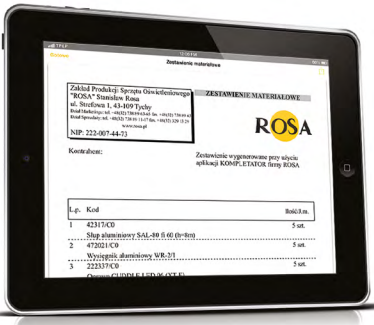 12:00 PM
Zestawienie materiałowe
Zakład Produkcji Sprzętu Oświetleniowego
"ROSA" Stanisław Rosa
ul. Strefowa 1, 43-109 Tychy
www.rosa.pl
NIP: 222-007-44-73
ZESTAWIENIE MATERIAŁOWE
ROSA
Kontrahent:
Zestawienie wygenerowane przy użyciu
aplikacji KOMPLETATOR firmy ROSA
L.p. Kod Ilość/J.m.
1 42317/C0 5 szt.
Słup aluminiowy SAL-80 fi 60 (h=8m)
2 472021/C0 5 szt.
Wysięgnik aluminiowy WR-2/1
3 222337/C0 5 szt.